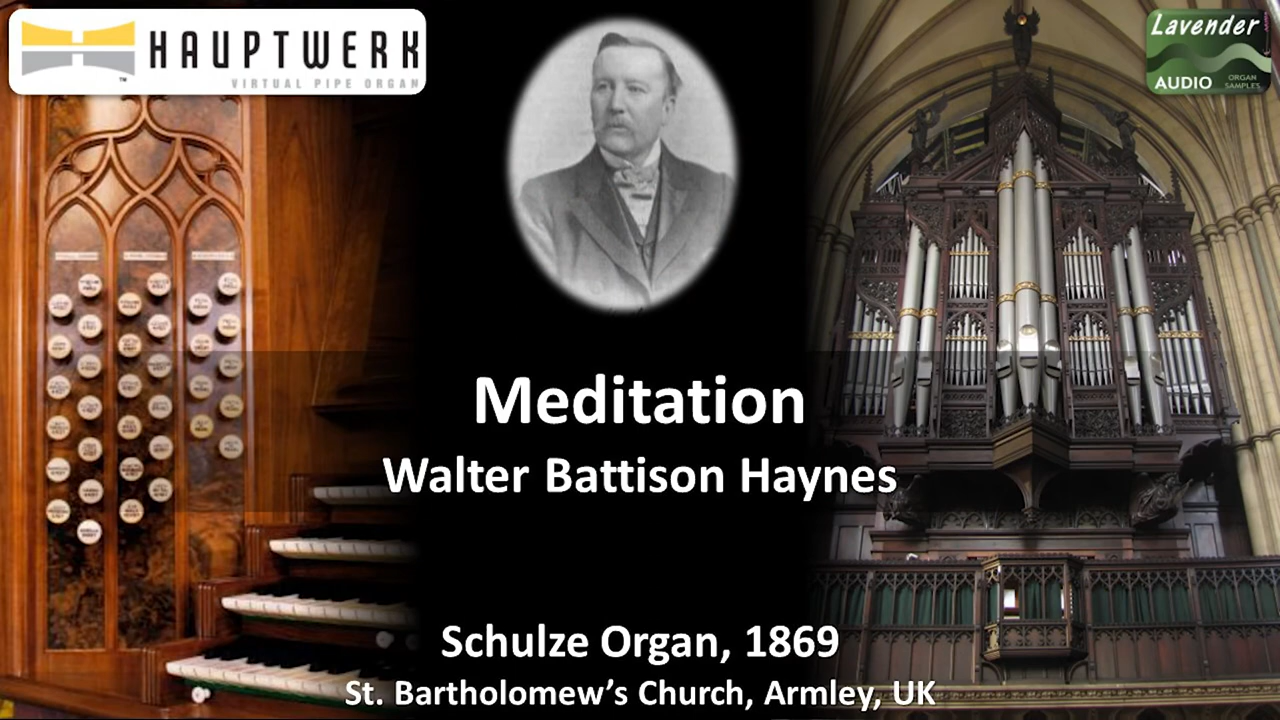 HAUPTWERK
™
VIRTUAL PIPE ORGAN
Lavender
AUDIO
ORGAN
SAMPLES
Meditation
Walter Battison Haynes
Schulze Organ, 1869
St. Bartholomew’s Church, Armley, UK